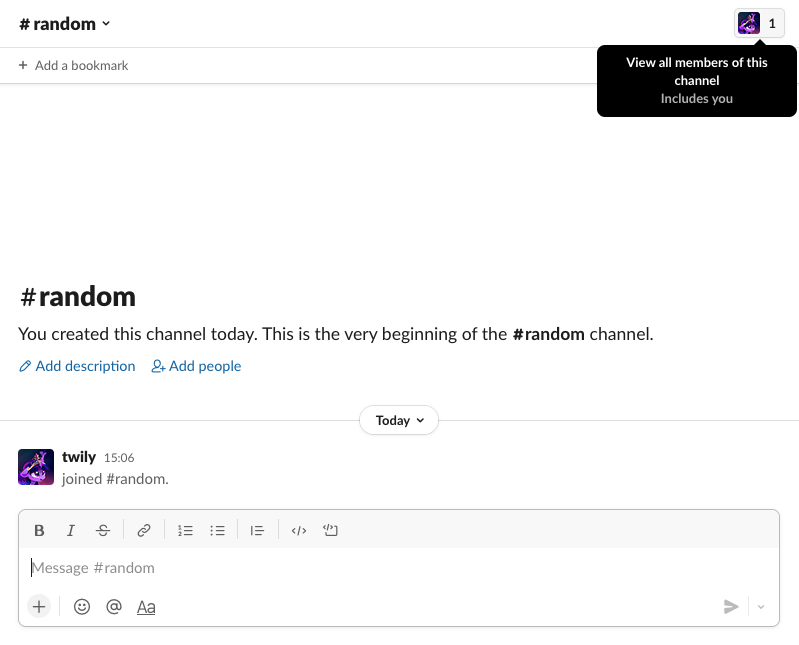 # random
1
+ Add a bookmark
View all members of this
channel
Includes you
#random
You created this channel today. This is the very beginning of the #random channel.
Add description Add people
Today
twily 15:06
joined #random.
B I S
Message #random
+ @ Aa